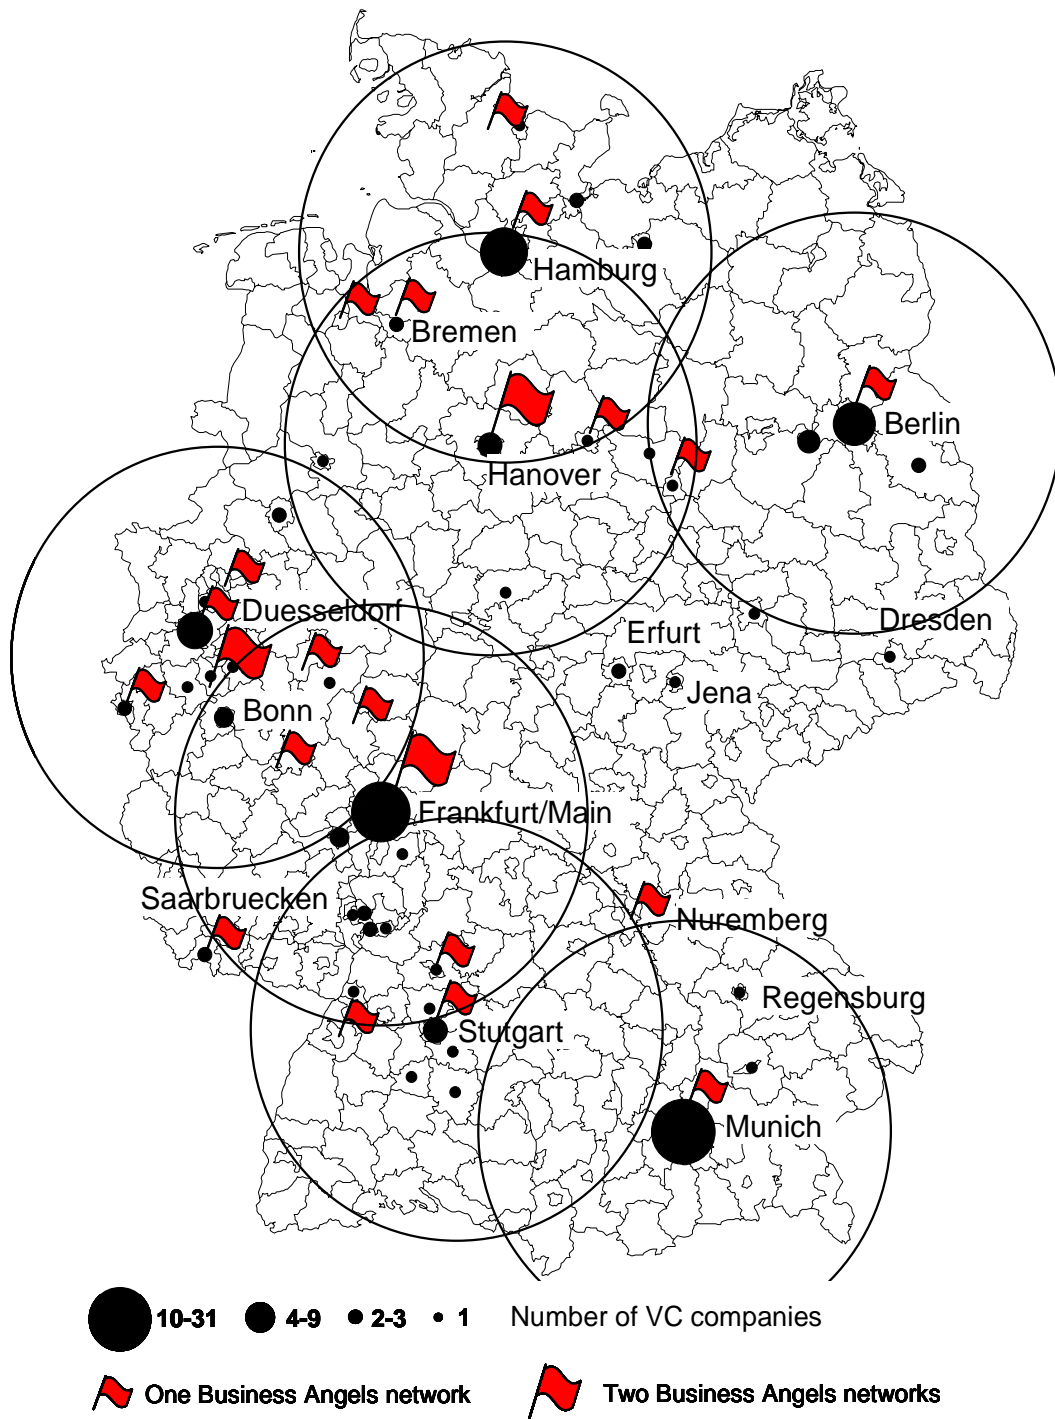 Hamburg
Bremen
Berlin
Hanover
Duesseldorf
Erfurt
Dresden
Jena
Bonn
Frankfurt/Main
Saarbruecken
Nuremberg
Regensburg
Stutgart
Munich
10-31 4-9 2-3 1 Number of VC companies
One Business Angels network Two Business Angels networks